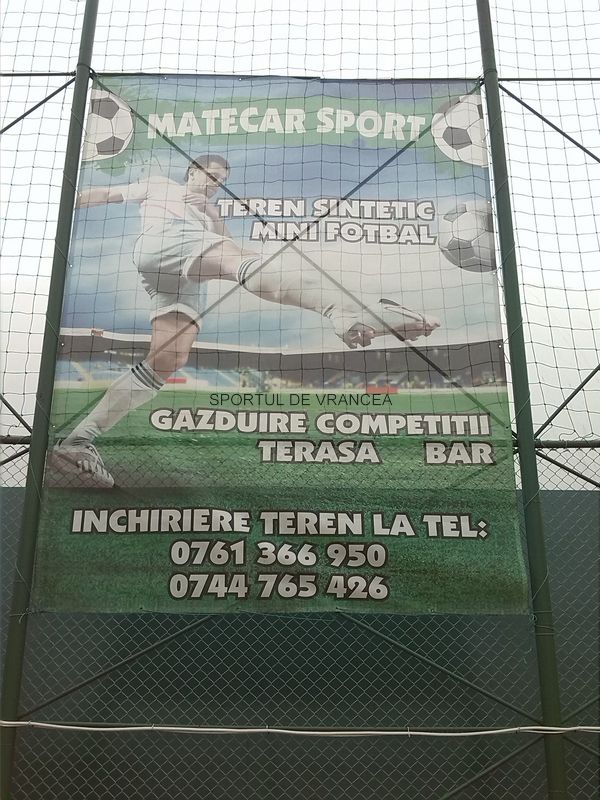 MATECAR SPORT
TEREN SINTETIC
MINI FOTBAL
SPORTUL DE VRANCEA
GAZDUIRE COMPETITII
TERASA BAR
INCHIRIERE TEREN LA TEL:
0761 366 950
0744 765 426